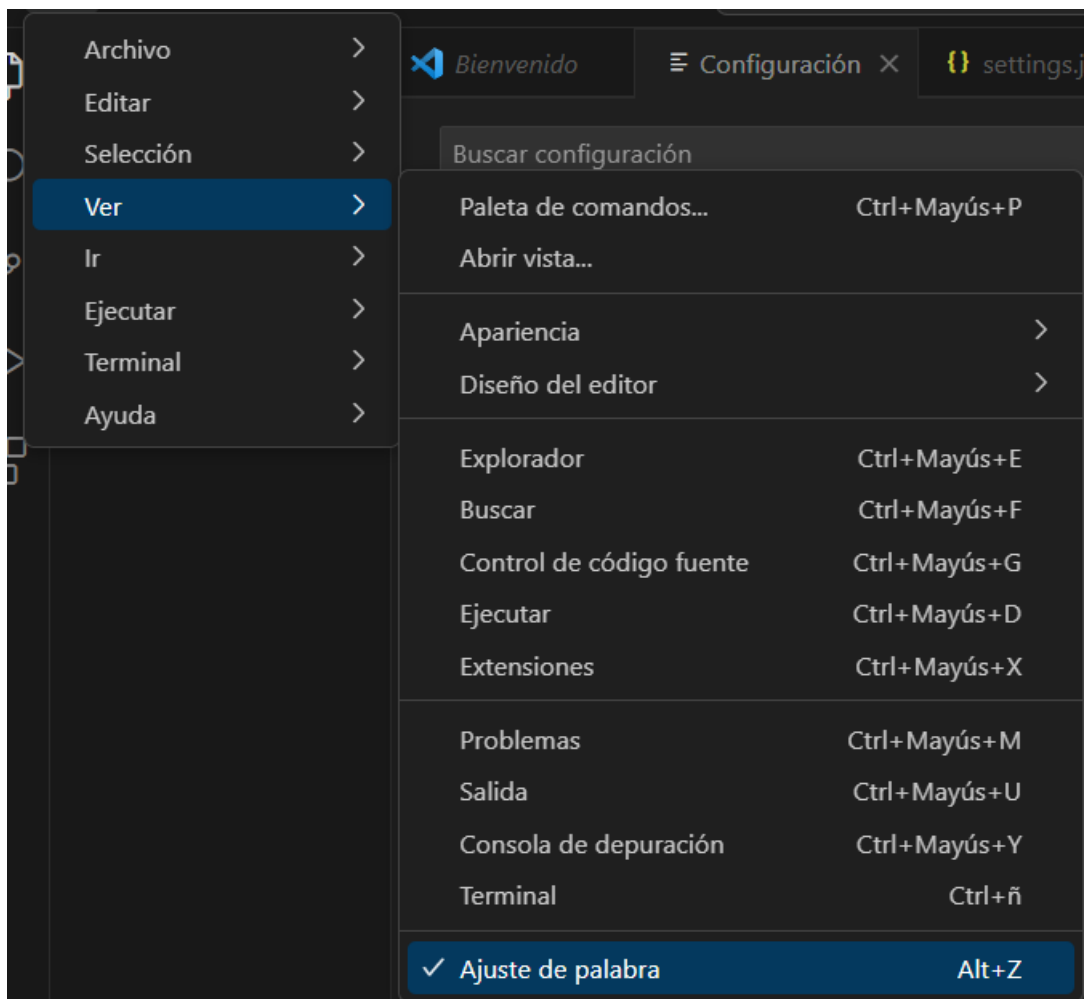 Archivo
Editar
Selección
Ver
Ir
Ejecutar
Terminal
Ayuda
Bienvenido
Configuración
settings.j
Buscar configuración
Paleta de comandos... Ctrl+Mayús+P
Abrir vista...
Apariencia
Diseño del editor
Explorador Ctrl+Mayús+E
Buscar Ctrl+Mayús+F
Control de código fuente Ctrl+Mayús+G
Ejecutar Ctrl+Mayús+D
Extensiones Ctrl+Mayús+X
Problemas Ctrl+Mayús+M
Salida Ctrl+Mayús+U
Consola de depuración Ctrl+Mayús+Y
Terminal Ctrl+ñ
Ajuste de palabra Alt+Z